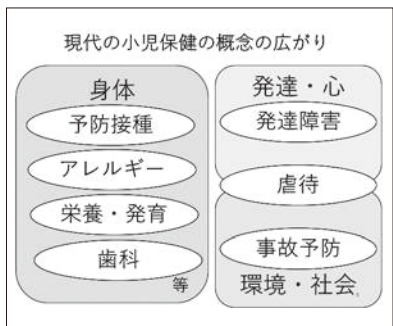 現代の小児保健の概念の広がり
身体
予防接種
アレルギー
栄養・発育
歯科
等
発達・心
発達障害
虐待
事故予防
環境・社会